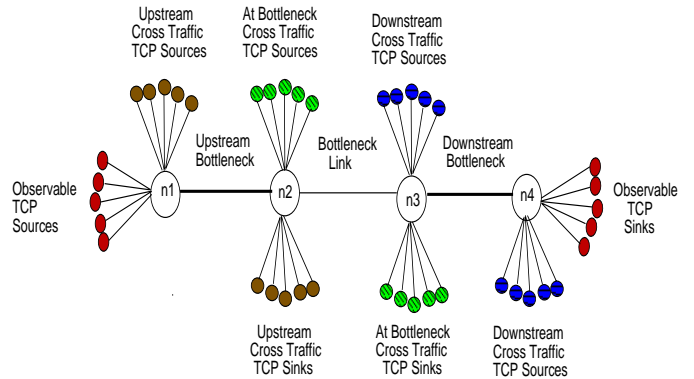 Upstream
Cross Traffic
TCP Sources
At Bottleneck
Cross Traffic
TCP Sources
Downstream
Cross Traffic
TCP Sources
Upstream
Bottleneck
Bottleneck
Link
Downstream
Bottleneck
Observable
TCP
Sources
n1
n2
n3
n4
Observable
TCP
Sinks
Upstream
Cross Traffic
TCP Sinks
At Bottleneck
Cross Traffic
TCP Sinks
Downstream
Cross Traffic
TCP Sources